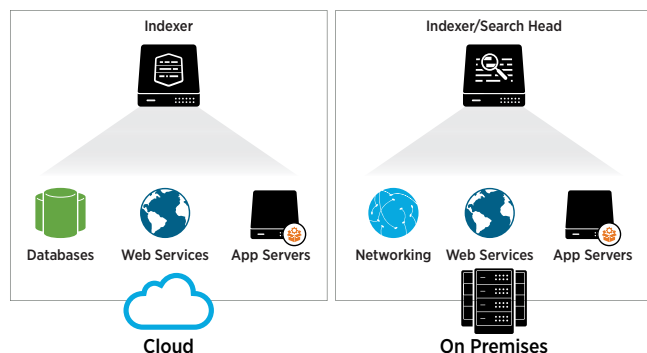 Indexer
Databases
Web Services
App Servers
Cloud
Indexer/Search Head
Networking
Web Services
App Servers
On Premises